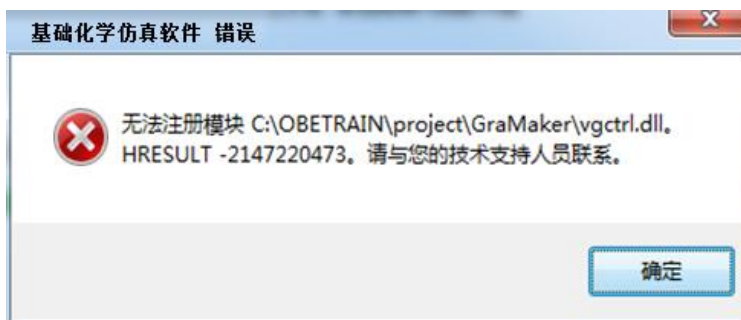 基础化学仿真软件 错误
无法注册模块 C:\OBETRAIN\project\GraMaker\vgctrl.dll。
HRESULT -2147220473。请与您的技术支持人员联系。
确定